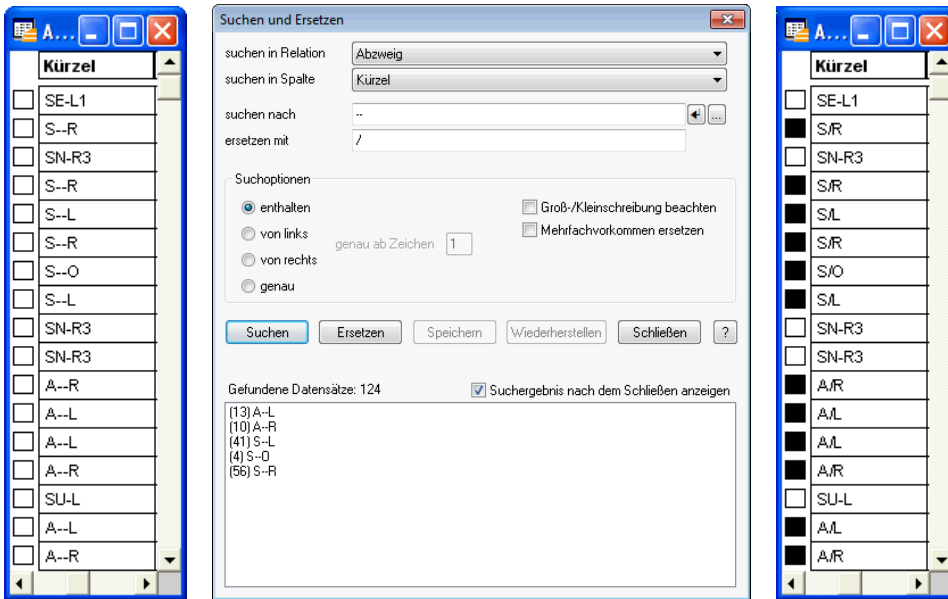 A...
Kürzel
SE-L1
S--R
SN-R3
S--R
S--L
S--R
S--O
S--L
SN-R3
SN-R3
A--R
A--L
A--L
A--R
SU-L
A--L
A--R
Suchen und Ersetzen
suchen in Relation Abzweig
suchen in Spalte Kürzel
suchen nach -- ...
ersetzen mit /
Suchoptionen
enthalten Groß-/Kleinschreibung beachten
von links genau ab Zeichen 1 Mehrfachvorkommen ersetzen
von rechts
genau
Suchen Ersetzen Speichern Wiederherstellen Schließen ?
Gefundene Datensätze: 124 Suchergebnis nach dem Schließen anzeigen
(13) A--L
(10) A--R
(41) S--L
(4) S--O
(56) S--R
A...
Kürzel
SE-L1
S/R
SN-R3
S/R
S/L
S/R
S/O
S/L
SN-R3
SN-R3
A/R
A/L
A/L
A/R
SU-L
A/L
A/R